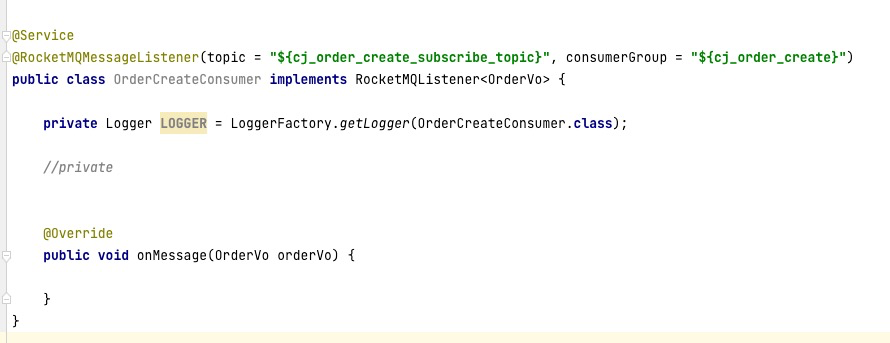 @Service
@RocketMQMessageListener(topic = "${cj_order_create_subscribe_topic}", consumerGroup = "${cj_order_create}")
public class OrderCreateConsumer implements RocketMQListener<OrderVo> {
private Logger LOGGER = LoggerFactory.getLogger(OrderCreateConsumer.class);
//private
@Override
public void onMessage(OrderVo orderVo) {
}
}